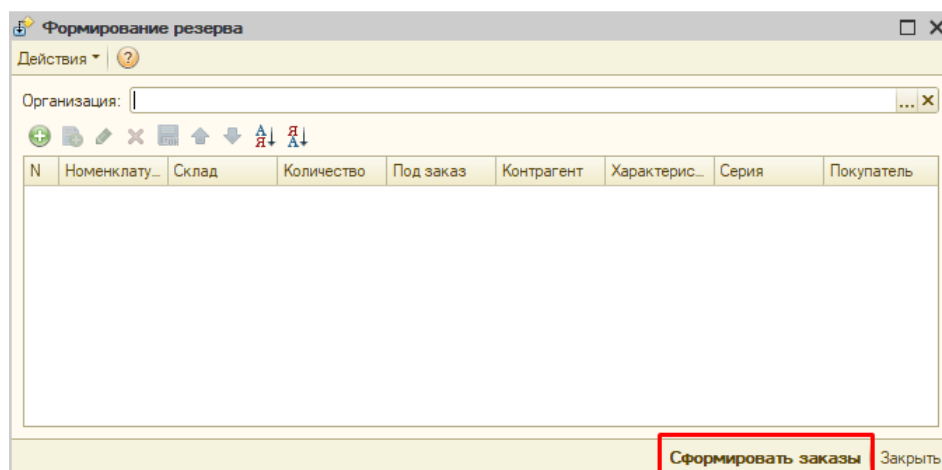 Формирование резерва
Действия
Организация:
N Номенклату... Склад Количество Под заказ Контрагент Характерис... Серия Покупатель
Сформировать заказы Закрыть